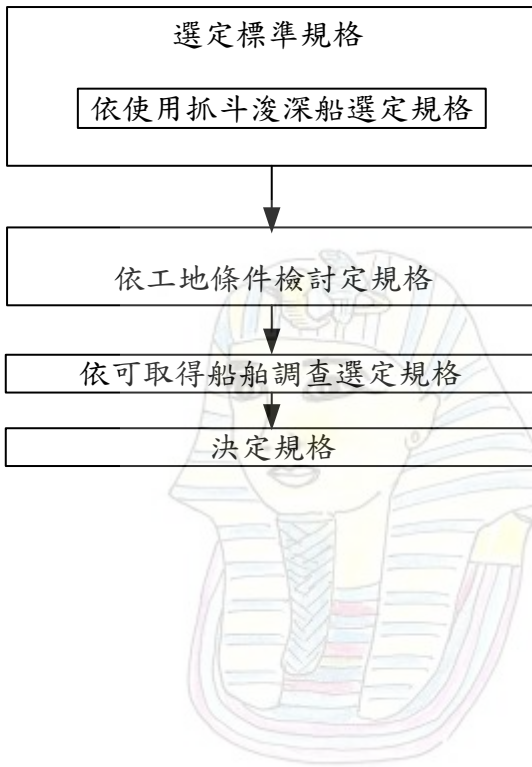 選定標準規格
依使用抓斗浚深船選定規格
依工地條件檢討定規格
依可取得船舶調查選定規格
決定規格